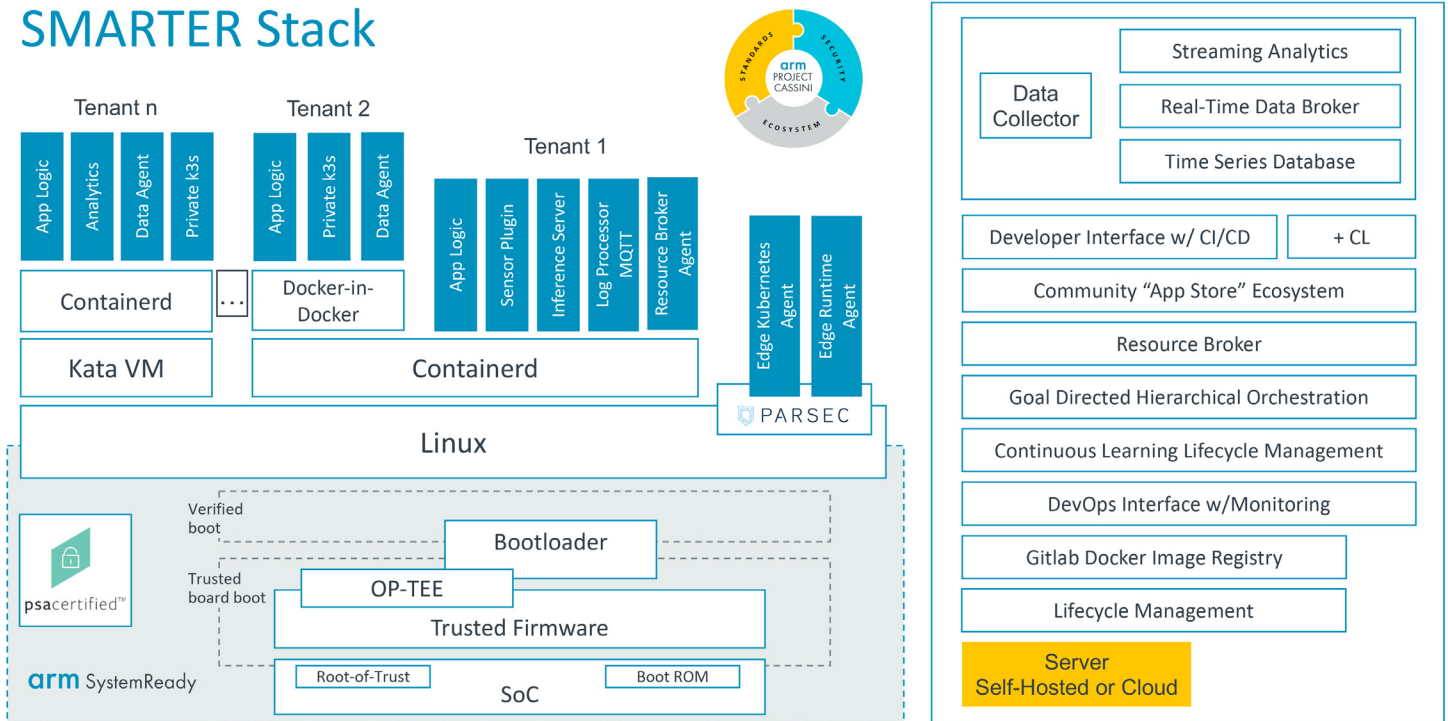 SMARTER Stack
STANDARDS
SECURITY
ECOSYSTEM
arm
PROJECT
CASSINI
Tenant n
App Logic
Analytics
Data Agent
Private k3s
Containerd
Kata VM
...
Tenant 2
App Logic
Private k3s
Data Agent
Docker-in-
Docker
Tenant 1
App Logic
Sensor Plugin
Inference Server
Log Processor
MQTT
Resource Broker
Agent
Containerd
Edge Kubernetes
Agent
Edge Runtime
Agent
PARSEC
Linux
Verified
boot
Bootloader
Trusted
board boot
OP-TEE
Trusted Firmware
Root-of-Trust
Boot ROM
SoC
psacertified™
arm SystemReady
Data
Collector
Streaming Analytics
Real-Time Data Broker
Time Series Database
Developer Interface w/ CI/CD
+ CL
Community “App Store” Ecosystem
Resource Broker
Goal Directed Hierarchical Orchestration
Continuous Learning Lifecycle Management
DevOps Interface w/Monitoring
Gitlab Docker Image Registry
Lifecycle Management
Server
Self-Hosted or Cloud